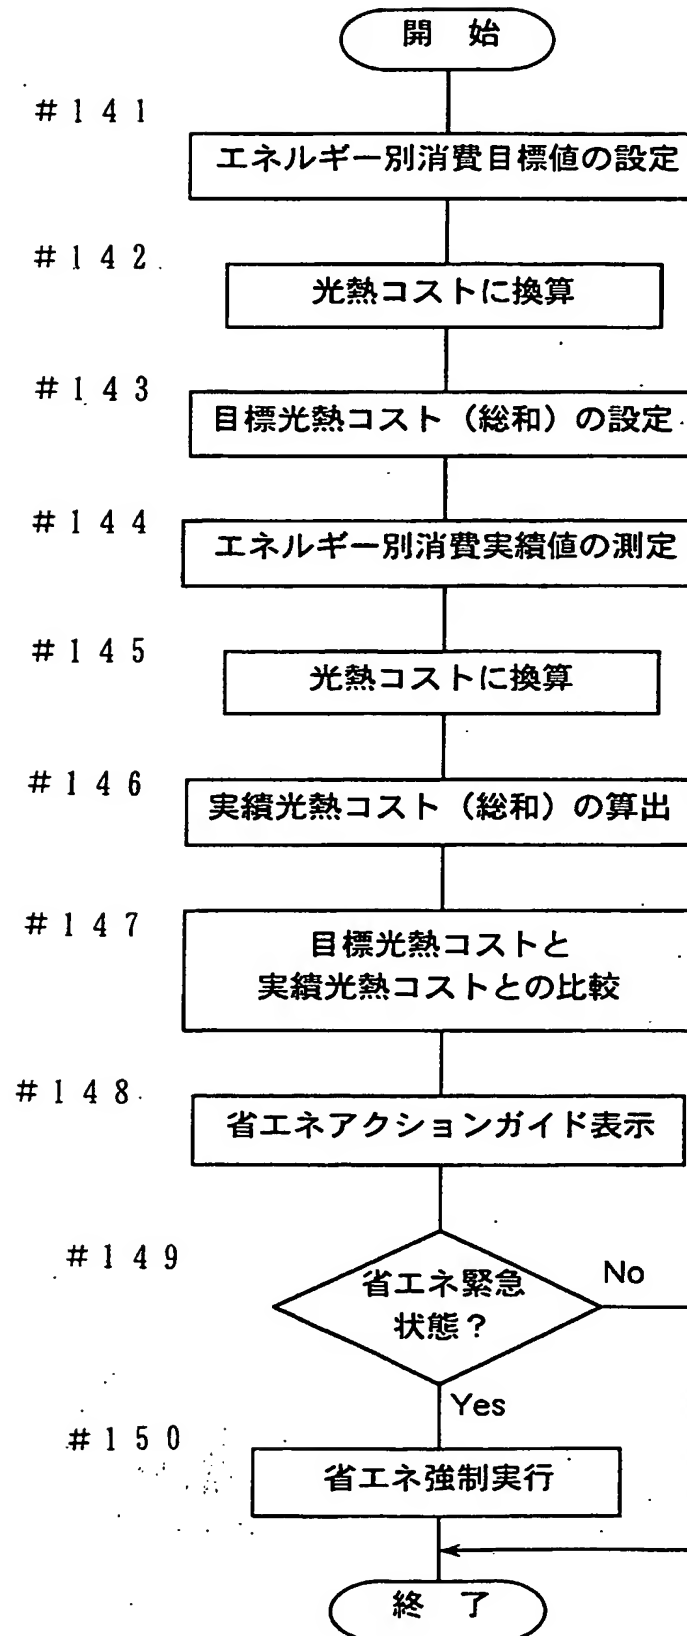 開 始
#141
エネルギー別消費目標値の設定
#142
光熱コストに換算
#143
目標光熱コスト（総和）の設定
#144
エネルギー別消費実績値の測定
#145
光熱コストに換算
#146
実績光熱コスト（総和）の算出
#147
目標光熱コストと
実績光熱コストとの比較
#148
省エネアクションガイド表示
#149
省エネ緊急
状態？
No
Yes
#150
省エネ強制実行
終 了